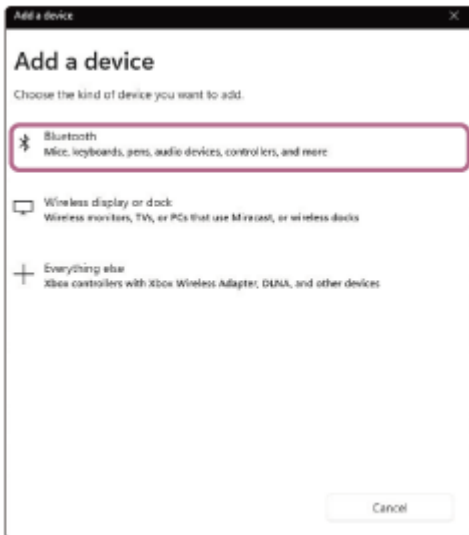 Add a device
Add a device
Choose the kind of device you want to add.
Bluetooth
Mice, keyboards, pens, audio devices, controllers, and more
Wireless display or dock
Wireless monitors, TVs, or PCs that use Miracast, or wireless docks
Everything else
Xbox controllers with Xbox Wireless Adapter, DLNA, and other devices
Cancel